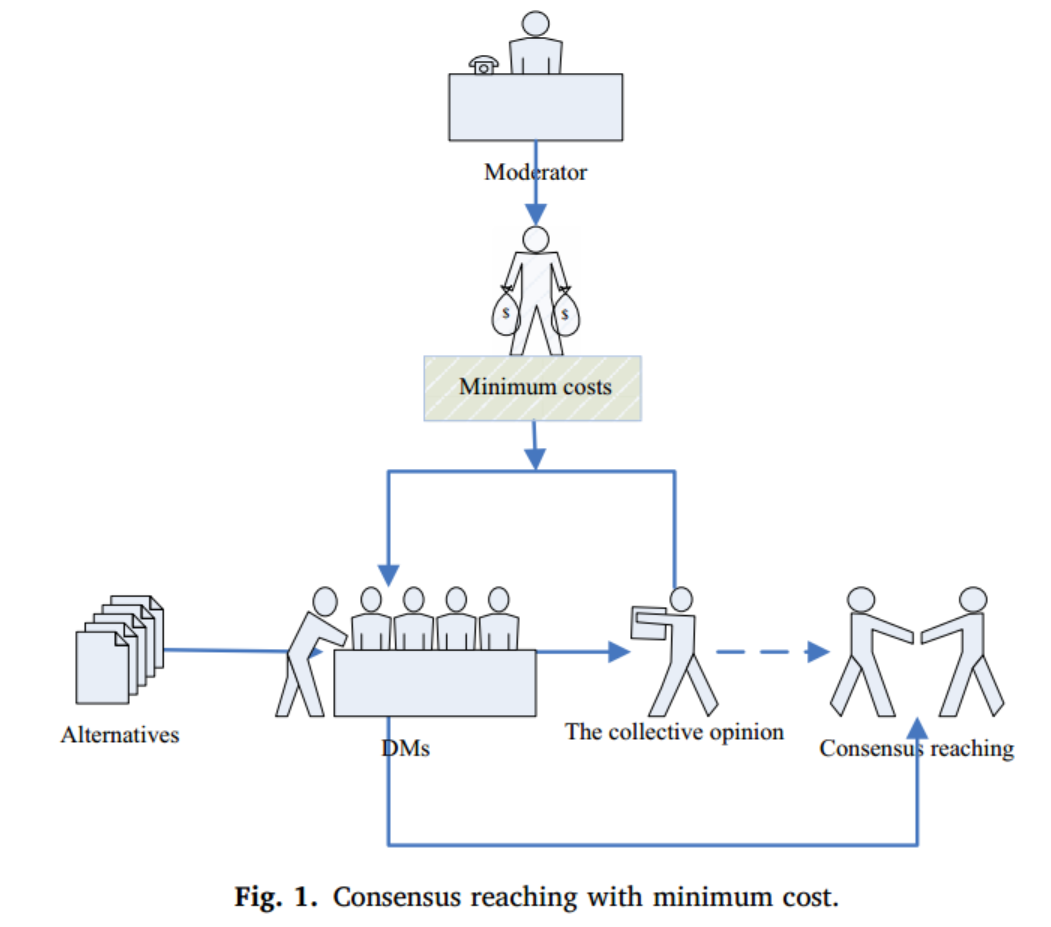 Moderator
$ $
Minimum costs
Alternatives
DMs
The collective opinion
Consensus reaching
Fig. 1. Consensus reaching with minimum cost.